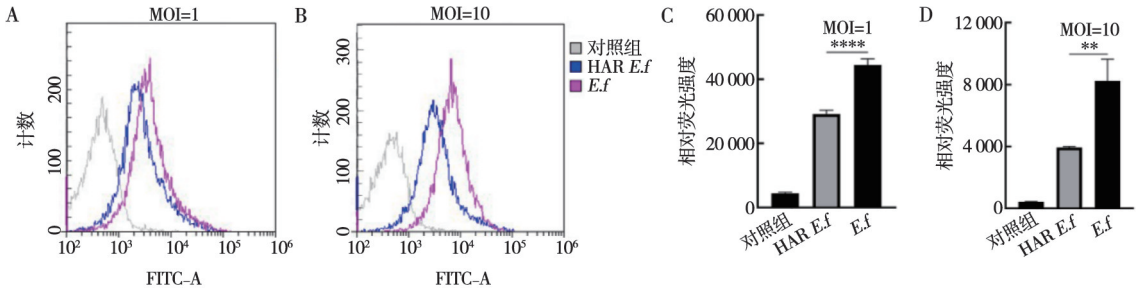 A
MOI=1
计数
200
100
0
10² 10³ 10⁴ 10⁵ 10⁶
FITC-A
B
MOI=10
计数
300
200
100
0
10² 10³ 10⁴ 10⁵ 10⁶
FITC-A
对照组
HAR E.f
E.f
C
相对荧光强度
60 000
40 000
20 000
0
MOI=1
****
对照组
HAR E.f
E.f
D
相对荧光强度
12 000
8 000
4 000
0
MOI=10
**
对照组
HAR E.f
E.f